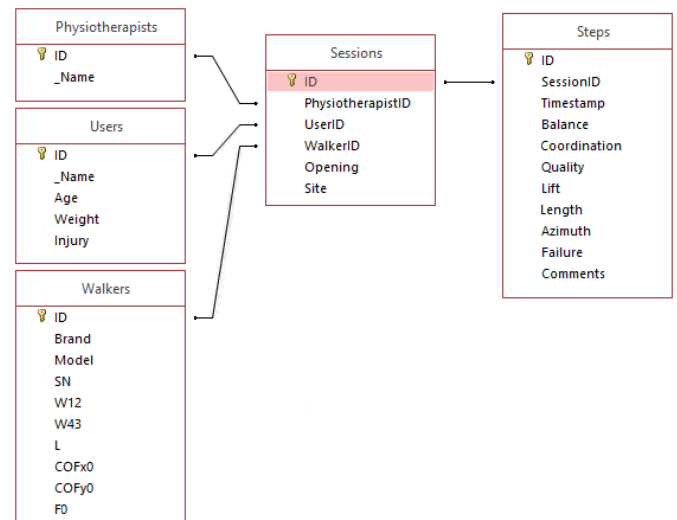 Physiotherapists
ID
_Name
Users
ID
_Name
Age
Weight
Injury
Walkers
ID
Brand
Model
SN
W12
W43
L
COFx0
COFy0
F0
Sessions
ID
PhysiotherapistID
UserID
WalkerID
Opening
Site
Steps
ID
SessionID
Timestamp
Balance
Coordination
Quality
Lift
Length
Azimuth
Failure
Comments